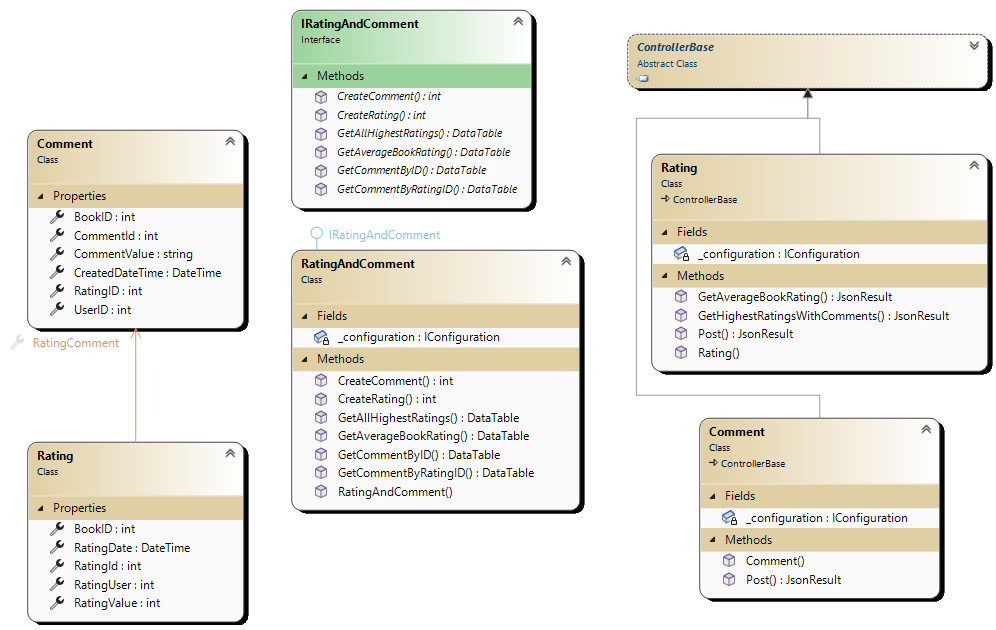 IRatingAndComment
Interface
Methods
CreateComment() : int
CreateRating() : int
GetAllHighestRatings() : DataTable
GetAverageBookRating() : DataTable
GetCommentByID() : DataTable
GetCommentByRatingID() : DataTable
ControllerBase
Abstract Class
Comment
Class
Properties
BookID : int
CommentId : int
CommentValue : string
CreatedDateTime : DateTime
RatingID : int
UserID : int
RatingComment
Rating
Class
Properties
BookID : int
RatingDate : DateTime
RatingId : int
RatingUser : int
RatingValue : int
IRatingAndComment
RatingAndComment
Class
Fields
_configuration : IConfiguration
Methods
CreateComment() : int
CreateRating() : int
GetAllHighestRatings() : DataTable
GetAverageBookRating() : DataTable
GetCommentByID() : DataTable
GetCommentByRatingID() : DataTable
RatingAndComment()
Rating
Class
ControllerBase
Fields
_configuration : IConfiguration
Methods
GetAverageBookRating() : JsonResult
GetHighestRatingsWithComments() : JsonResult
Post() : JsonResult
Rating()
Comment
Class
ControllerBase
Fields
_configuration : IConfiguration
Methods
Comment()
Post() : JsonResult